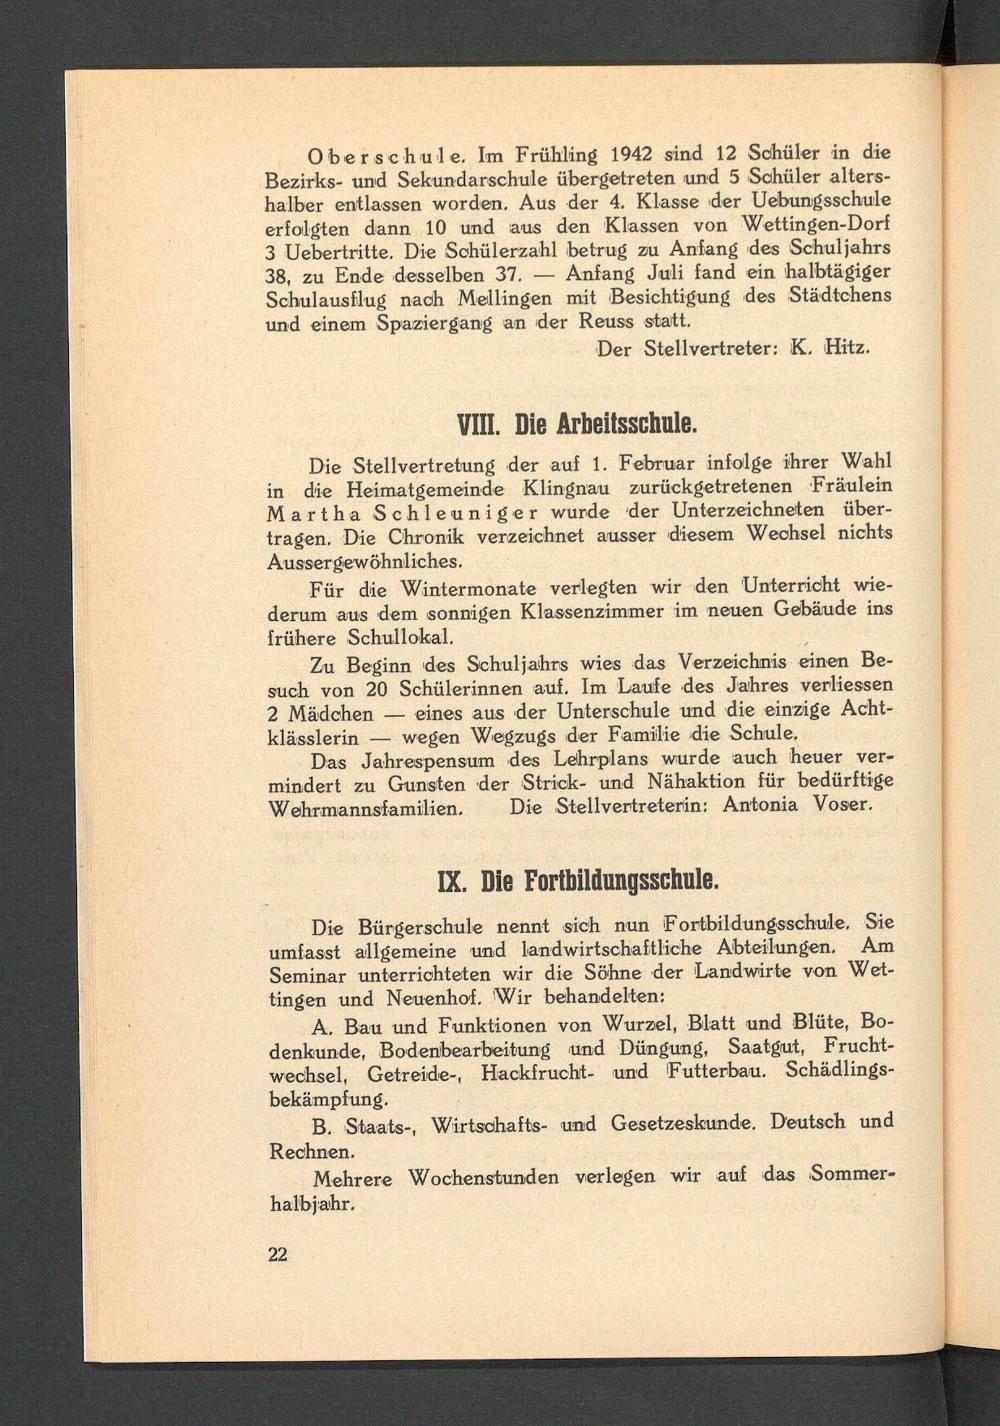 Oberschule. Im Frühling 1942 sind 12 Schüler in die
Bezirks- und Sekundarschule übergetreten und 5 Schüler alters-
halber entlassen worden. Aus der 4. Klasse der Uebungsschule
erfolgten dann 10 und aus den Klassen von Wettingen-Dorf
3 Uebertritte. Die Schülerzahl betrug zu Anfang des Schuljahrs
38, zu Ende desselben 37. — Anfang Juli fand ein halbtägiger
Schulausflug nach Mellingen mit Besichtigung des Städtchens
und einem Spaziergang an der Reuss statt.
Der Stellvertreter: K. Hitz.
VIII. Die Arbeitsschule.
Die Stellvertretung der auf 1. Februar infolge ihrer Wahl
in die Heimatgemeinde Klingnau zurückgetretenen Fräulein
Martha Schleuniger wurde der Unterzeichneten über-
tragen. Die Chronik verzeichnet ausser diesem Wechsel nichts
Aussergewöhnliches.
Für die Wintermonate verlegten wir den Unterricht wie-
derum aus dem sonnigen Klassenzimmer im neuen Gebäude ins
frühere Schullokal.
Zu Beginn des Schuljahrs wies das Verzeichnis einen Be-
such von 20 Schülerinnen auf. Im Laufe des Jahres verliessen
2 Mädchen — eines aus der Unterschule und die einzige Acht-
klässlerin — wegen Wegzugs der Familie die Schule.
Das Jahrespensum des Lehrplans wurde auch heuer ver-
mindert zu Gunsten der Strick- und Nähaktion für bedürftige
Wehrmannsfamilien. Die Stellvertreterin: Antonia Voser.
IX. Die Fortbildungsschule.
Die Bürgerschule nennt sich nun Fortbildungsschule. Sie
umfasst allgemeine und landwirtschaftliche Abteilungen. Am
Seminar unterrichteten wir die Söhne der Landwirte von Wet-
tingen und Neuenhof. Wir behandelten:
A. Bau und Funktionen von Wurzel, Blatt und Blüte, Bo-
denkunde, Bodenbearbeitung und Düngung, Saatgut, Frucht-
wechsel, Getreide-, Hackfrucht- und Futterbau. Schädlings-
bekämpfung.
B. Staats-, Wirtschafts- und Gesetzeskunde. Deutsch und
Rechnen.
Mehrere Wochenstunden verlegen wir auf das Sommer-
halbjahr.
22